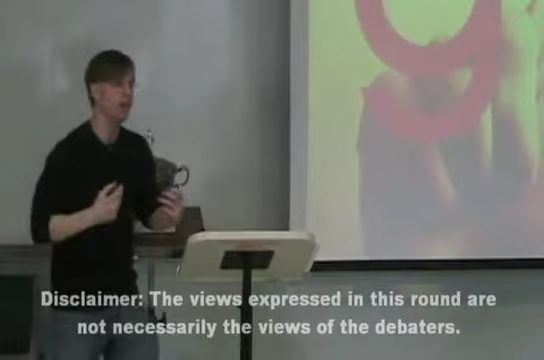 Disclaimer: The views expressed in this round are
not necessarily the views of the debaters.